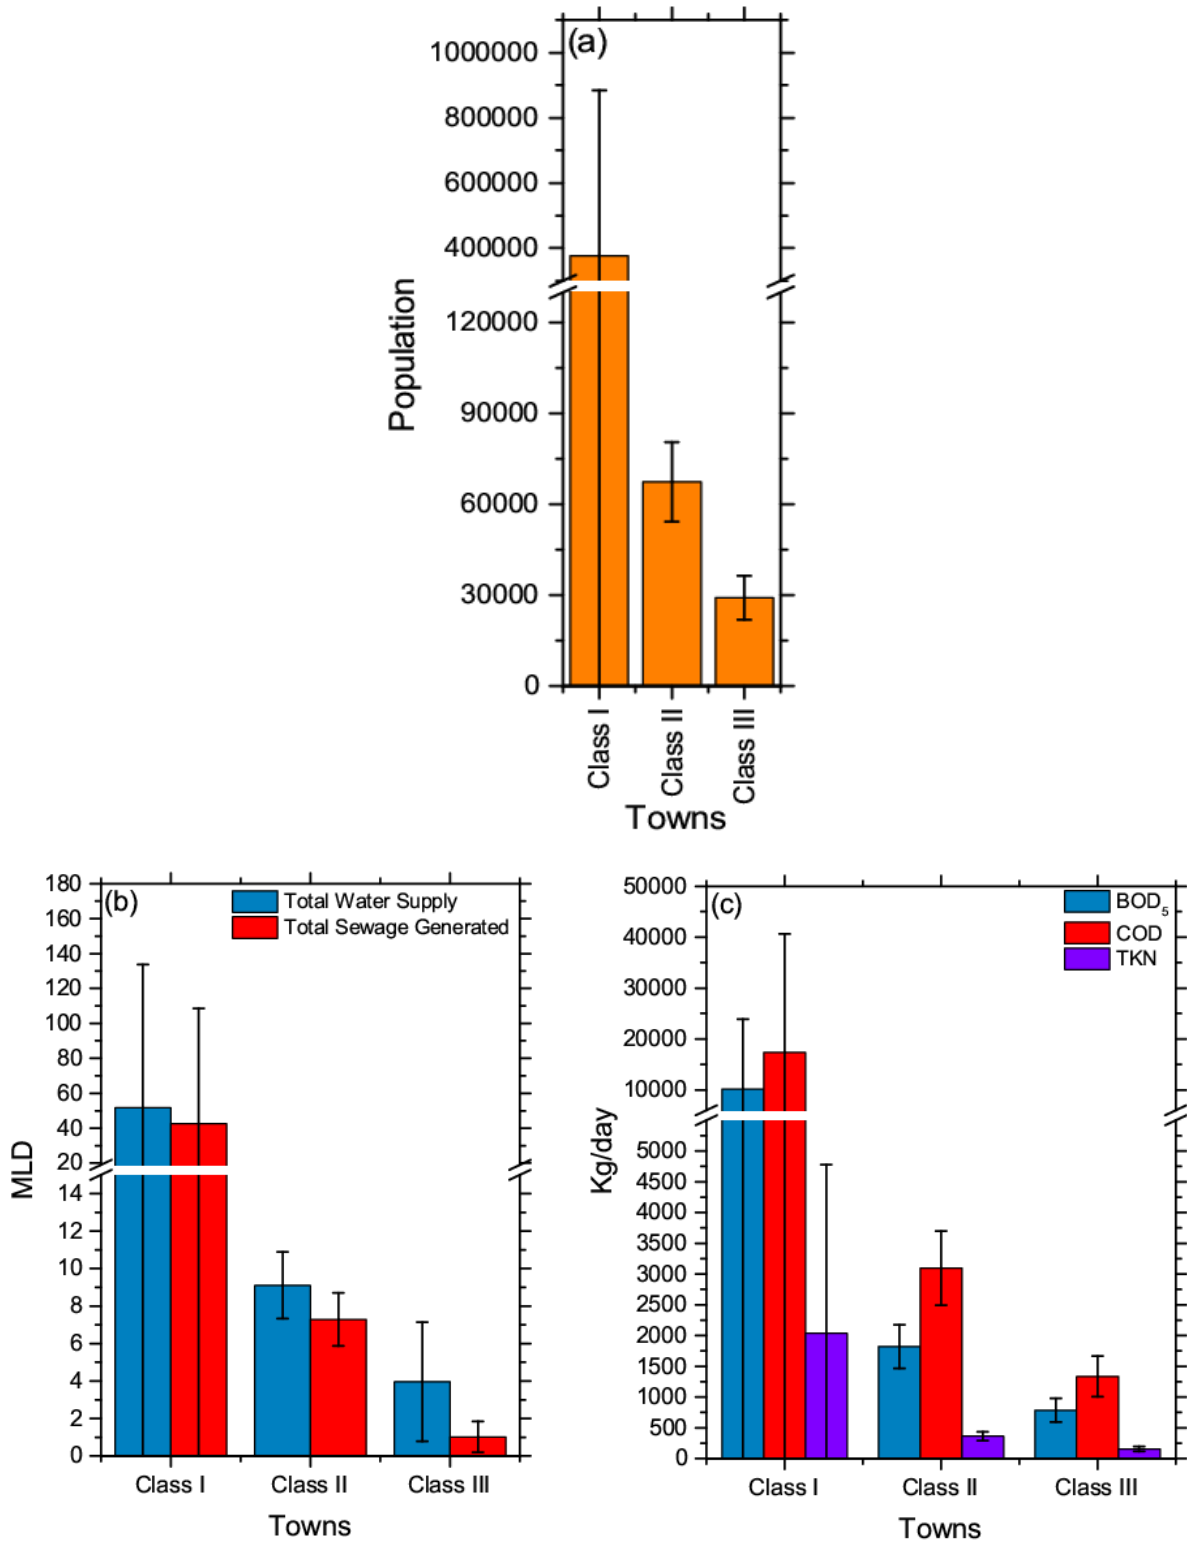 (a)
1000000
800000
600000
400000
120000
90000
60000
30000
0
Population
Class I
Class II
Class III
Towns
(b)
Total Water Supply
Total Sewage Generated
180
160
140
120
100
80
60
40
20
14
12
10
8
6
4
2
0
MLD
Class I Class II Class III
Towns
(c)
BOD₅
COD
TKN
50000
40000
30000
20000
10000
5000
4500
4000
3500
3000
2500
2000
1500
1000
500
0
Kg/day
Class I Class II Class III
Towns